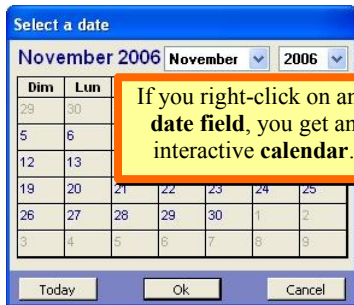 Select a date
November 2006 November 2006
Dim Lun
29 30
5 6
12 13
19 20 21 22 23 24 25
26 27 28 29 30 1 2
3 4 5 6 7 8 9
If you right-click on an
date field, you get an
interactive calendar.
Today Ok Cancel